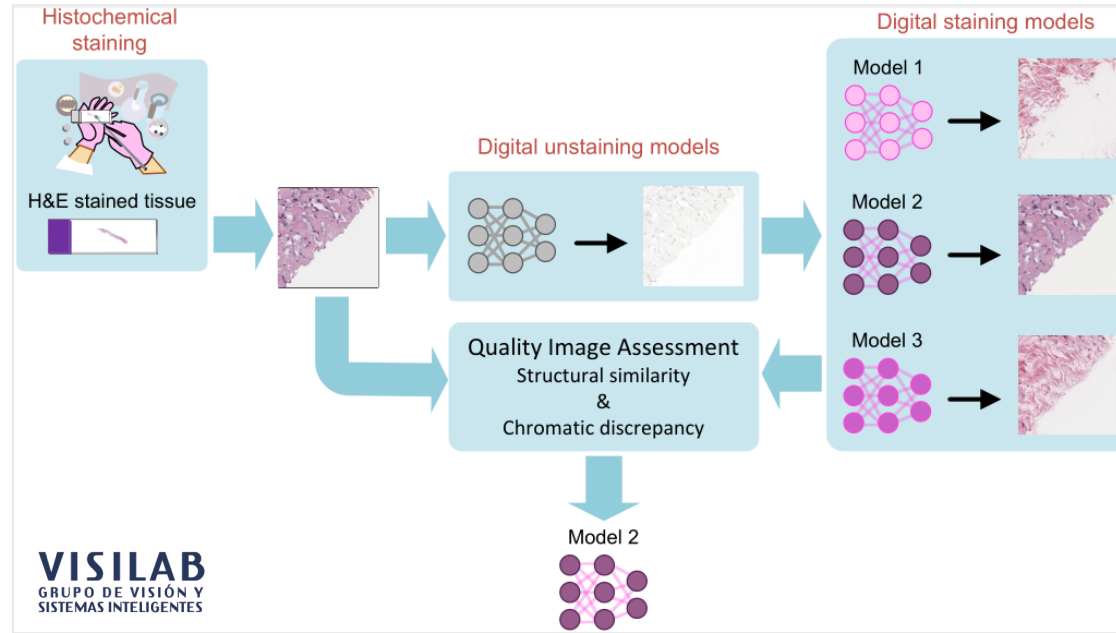 Histochemical
staining
H&E stained tissue
Digital unstaining models
Digital staining models
Model 1
Model 2
Model 3
Quality Image Assessment
Structural similarity
&
Chromatic discrepancy
Model 2
VISILAB
GRUPO DE VISIÓN Y
SISTEMAS INTELIGENTES